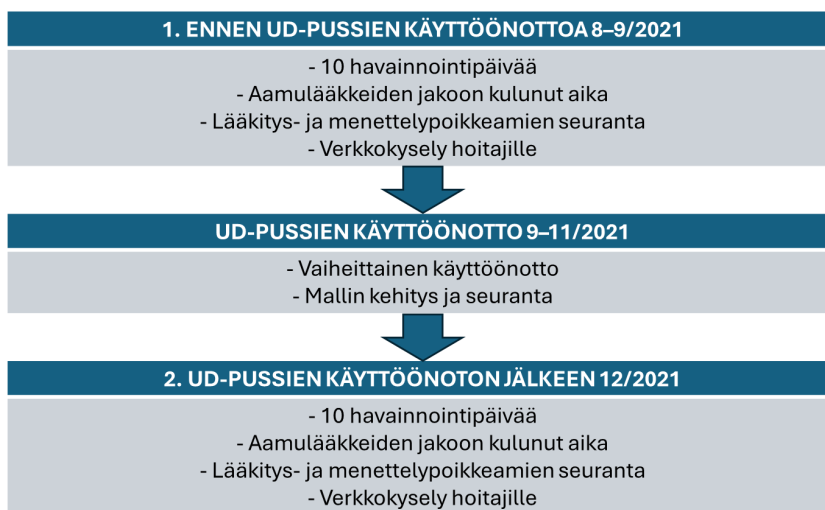 1. ENNEN UD-PUSSIEN KÄYTTÖÖNOTTOA 8–9/2021
- 10 havainnointipäivää
- Aamulääkkeiden jakoon kulunut aika
- Lääkitys- ja menettelypoikkeamien seuranta
- Verkkokysely hoitajille
UD-PUSSIEN KÄYTTÖÖNOTTO 9–11/2021
- Vaiheittainen käyttöönotto
- Mallin kehitys ja seuranta
2. UD-PUSSIEN KÄYTTÖÖNOTON JÄLKEEN 12/2021
- 10 havainnointipäivää
- Aamulääkkeiden jakoon kulunut aika
- Lääkitys- ja menettelypoikkeamien seuranta
- Verkkokysely hoitajille